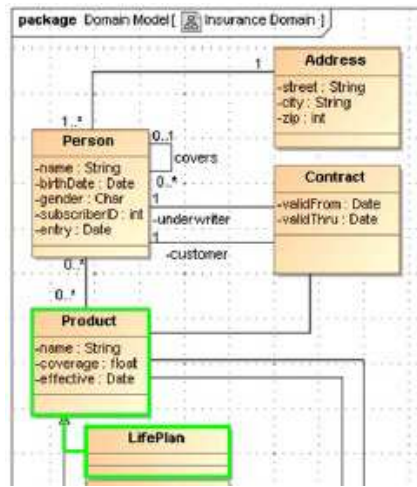 package Domain Model [ Insurance Domain ]
1
Address
-street : String
-city : String
-zip : int
1..*
Person
-name : String
-birthDate : Date
-gender : Char
-subscriberID : int
-entry : Date
0..1
covers
0..*
Contract
-validFrom : Date
-validThru : Date
1
-underwriter
1
-customer
0..*
0..*
Product
-name : String
-coverage : float
-effective : Date
LifePlan